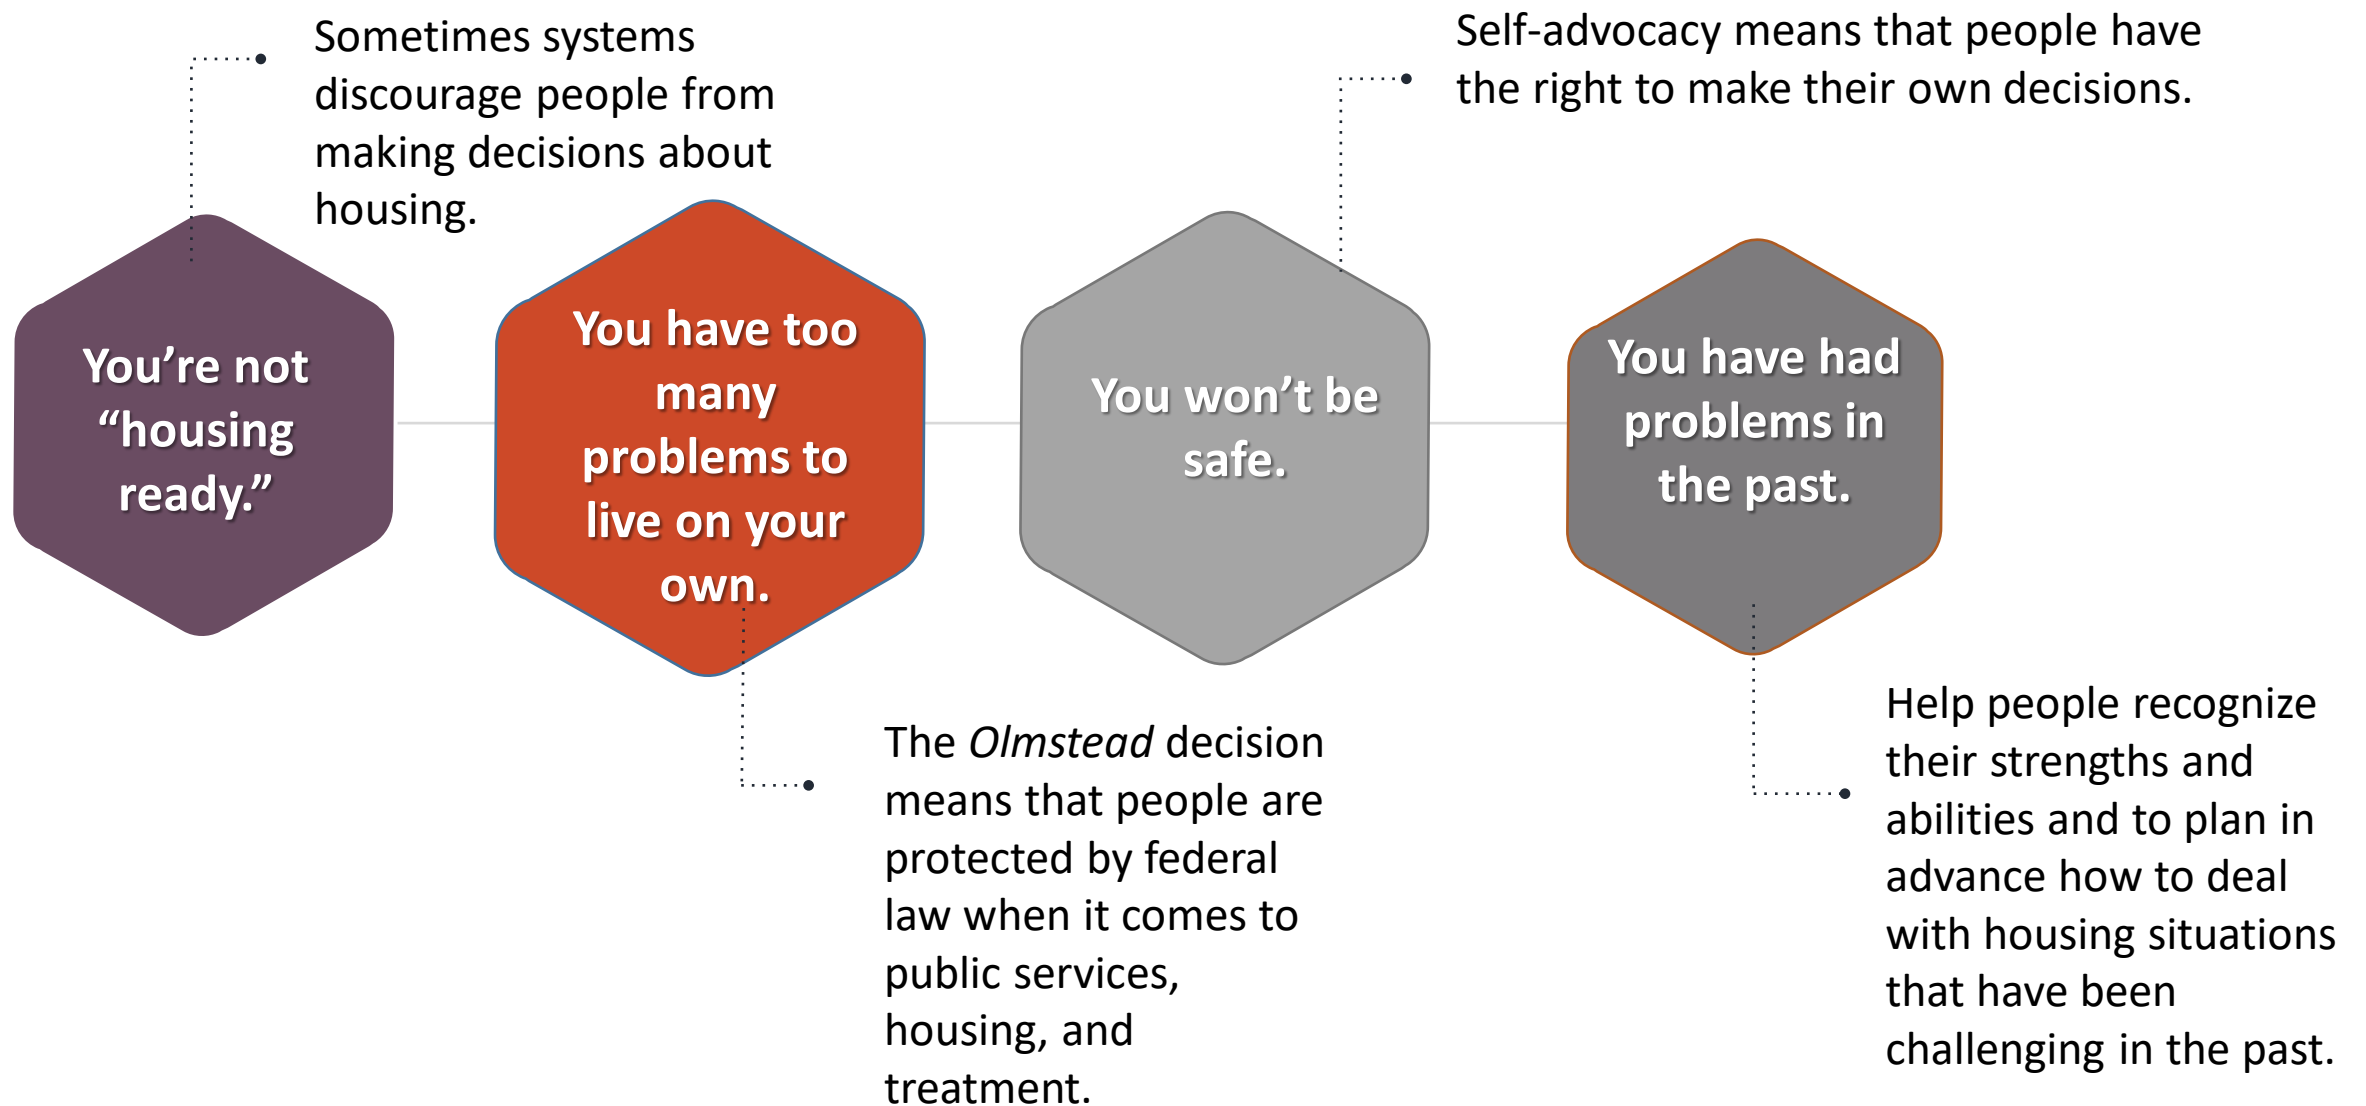 Sometimes systems
discourage people from
making decisions about
housing.
Self-advocacy means that people have
the right to make their own decisions.
You’re not
“housing
ready.”
You have too
many
problems to
live on your
own.
You won’t be
safe.
You have had
problems in
the past.
The Olmstead decision
means that people are
protected by federal
law when it comes to
public services,
housing, and
treatment.
Help people recognize
their strengths and
abilities and to plan in
advance how to deal
with housing situations
that have been
challenging in the past.